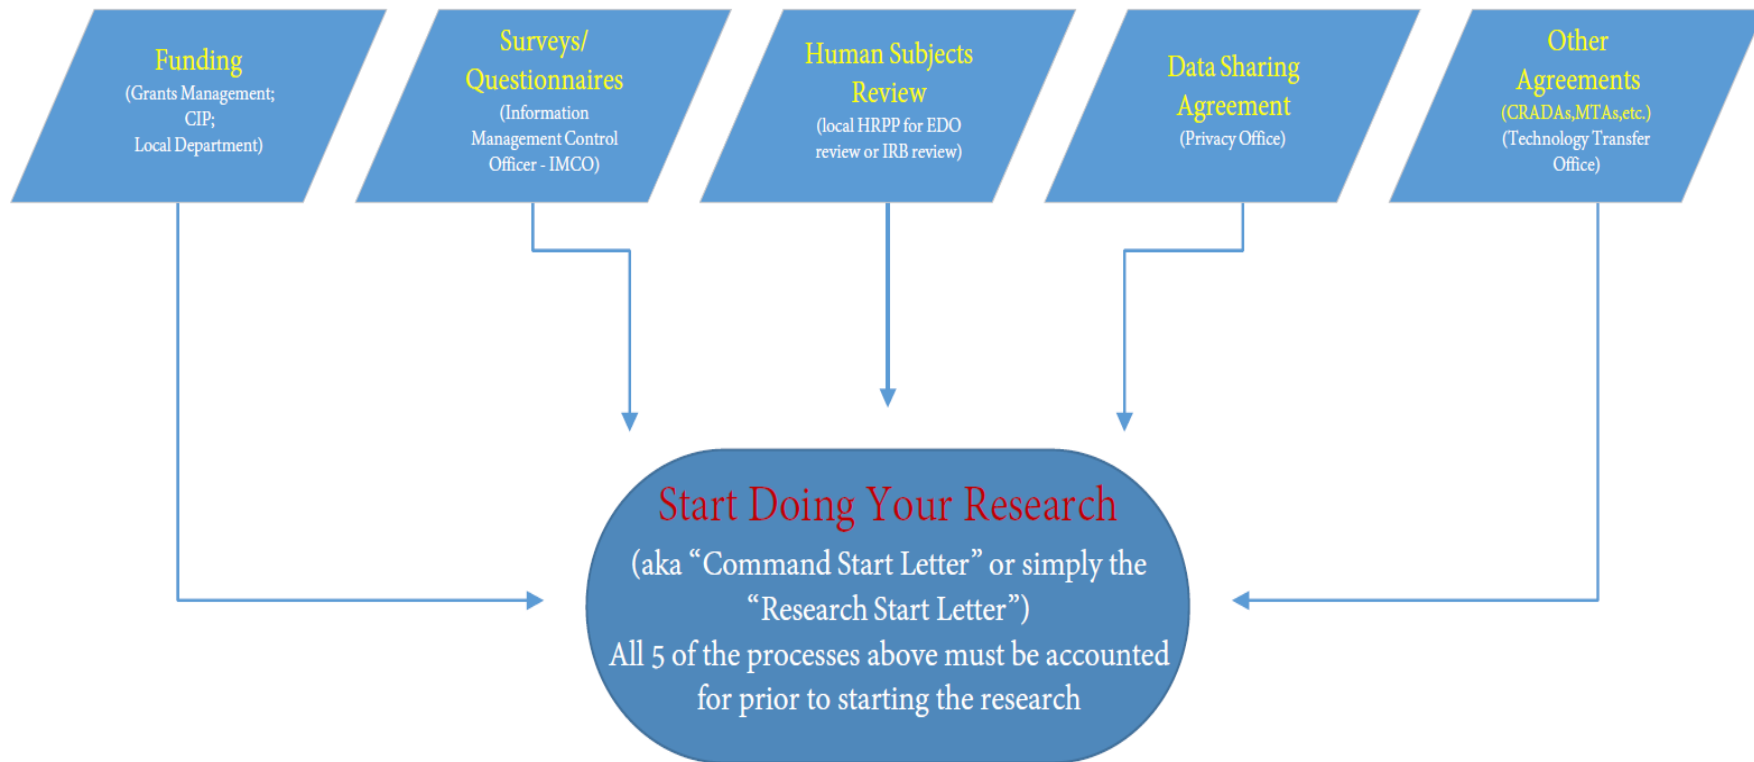 Funding
(Grants Management;
CIP;
Local Department)
Surveys/
Questionnaires
(Information
Management Control
Officer - IMCO)
Human Subjects
Review
(local HRPP for EDO
review or IRB review)
Data Sharing
Agreement
(Privacy Office)
Other
Agreements
(CRADAs,MTAs,etc.)
(Technology Transfer
Office)
Start Doing Your Research
(aka “Command Start Letter” or simply the
“Research Start Letter”)
All 5 of the processes above must be accounted
for prior to starting the research